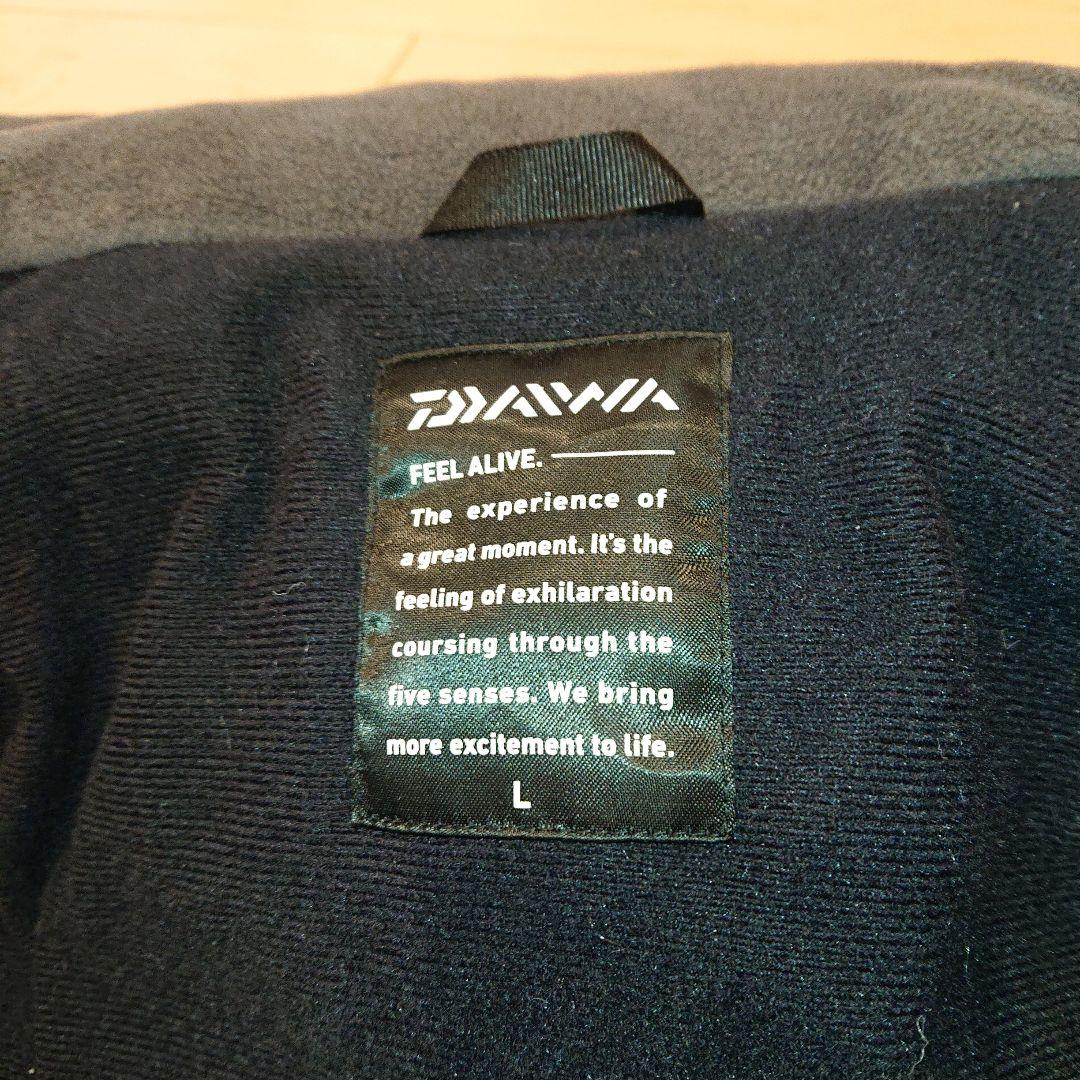 DAIWA
FEEL ALIVE.
The experience of
a great moment. It's the
feeling of exhilaration
coursing through the
five senses. We bring
more excitement to life.
L